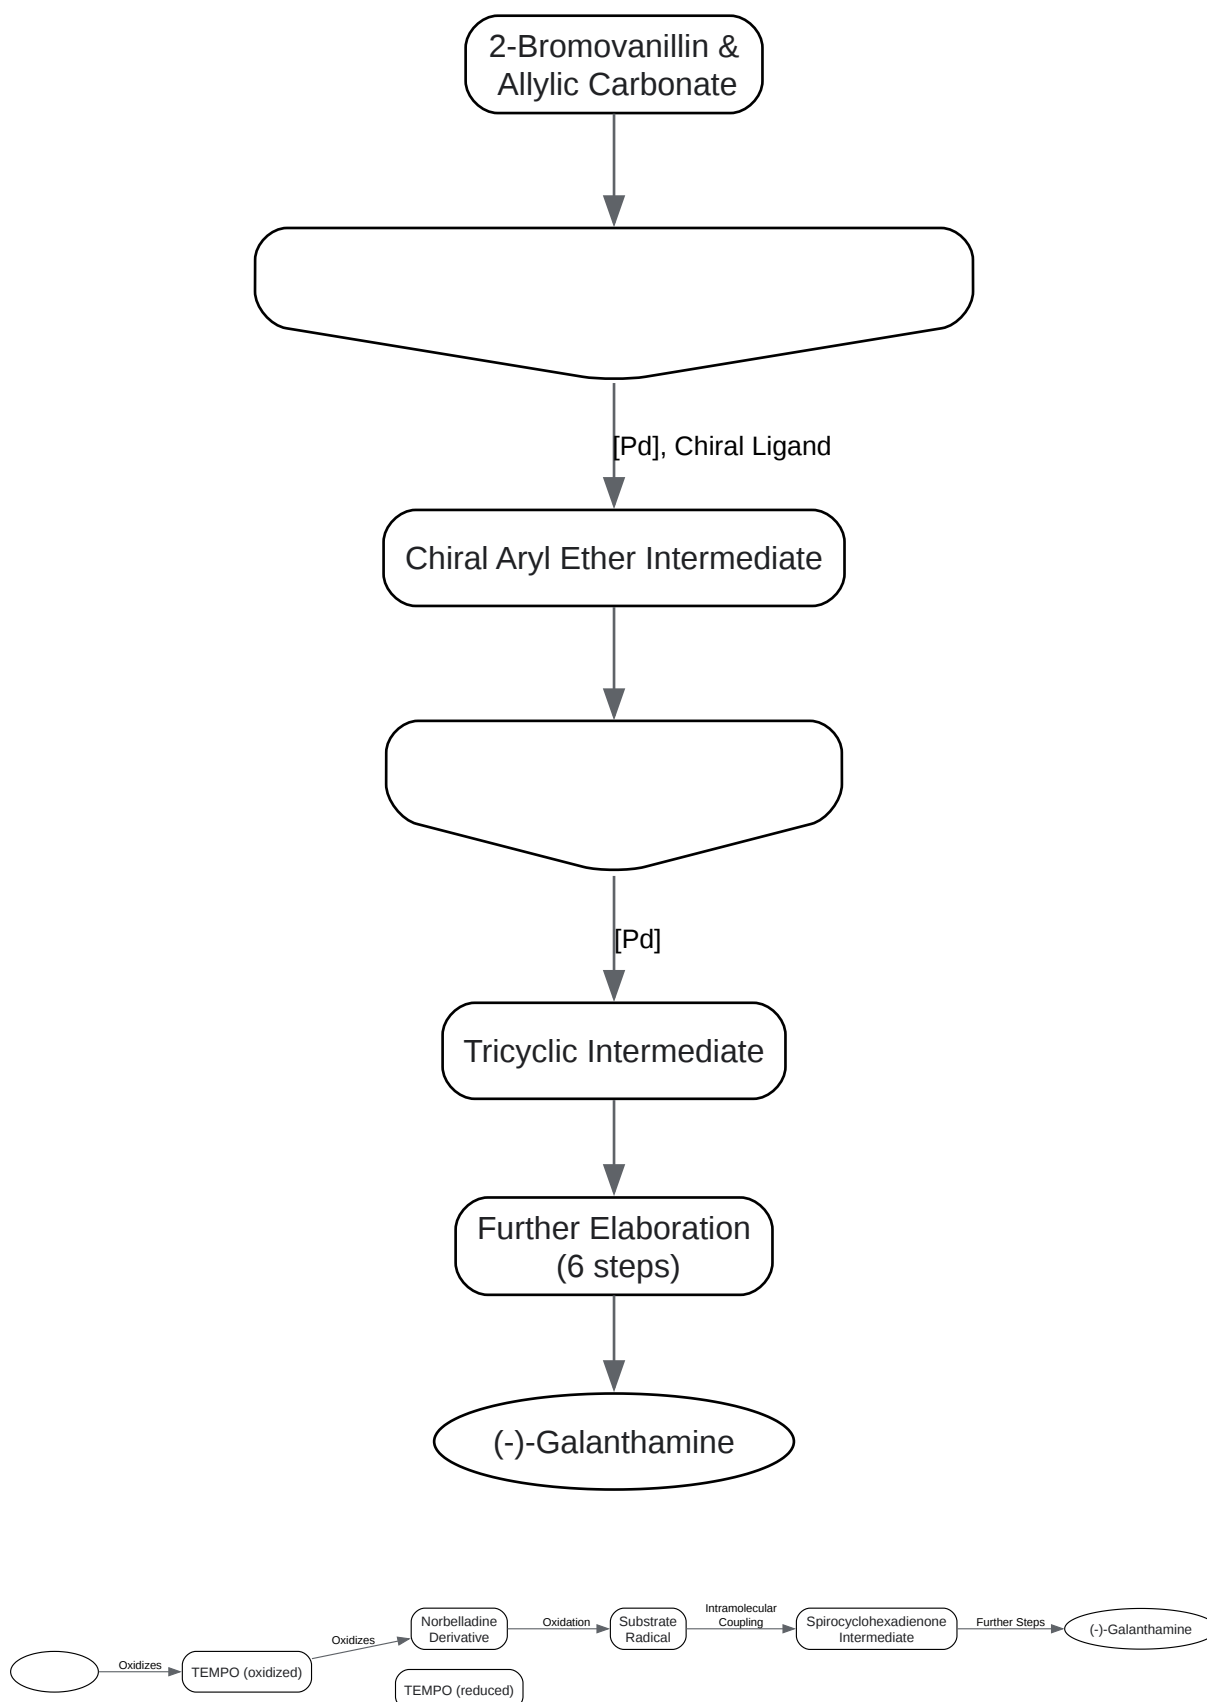 2-Bromovanillin &
Allylic Carbonate
[Pd], Chiral Ligand
Chiral Aryl Ether Intermediate
[Pd]
Tricyclic Intermediate
Further Elaboration
(6 steps)
(-)-Galanthamine
Oxidizes
TEMPO (oxidized)
Oxidizes
Norbelladine
Derivative
TEMPO (reduced)
Oxidation
Substrate
Radical
Intramolecular
Coupling
Spirocyclohexadienone
Intermediate
Further Steps
(-)-Galanthamine